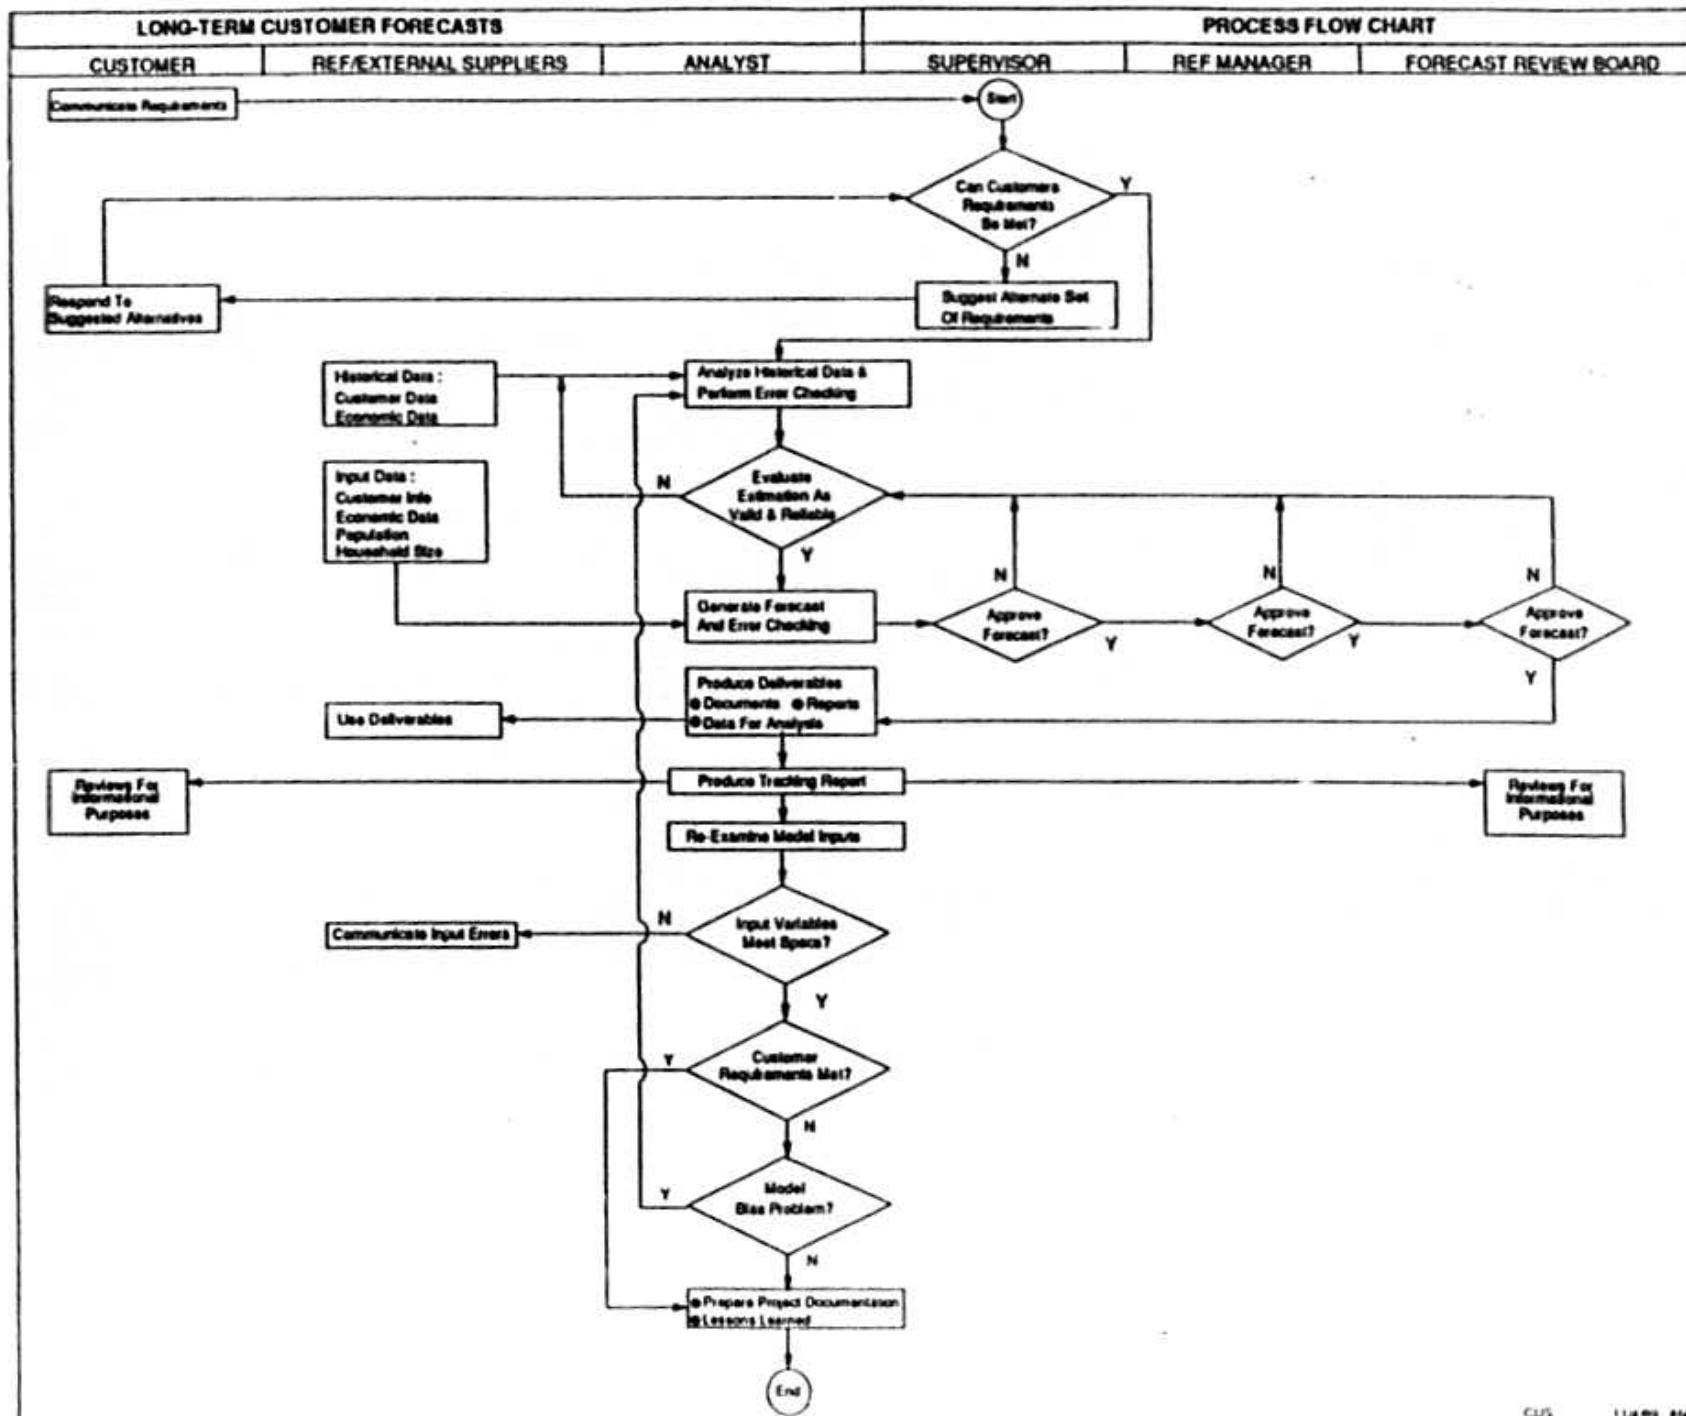 LONG-TERM CUSTOMER FORECASTS
PROCESS FLOW CHART
CUSTOMER
REF/EXTERNAL SUPPLIERS
ANALYST
SUPERVISOR
REF MANAGER
FORECAST REVIEW BOARD
Communicate Requirements
Start
Can Customers
Requirements
Be Met?
Y
N
Respond To
Suggested Alternatives
Suggest Alternate Set
Of Requirements
Historical Data :
Customer Data
Economic Data
Analyze Historical Data &
Perform Error Checking
Input Data :
Customer Info
Economic Data
Population
Household Size
N
Evaluate
Estimation As
Valid & Reliable
Y
N
N
N
Generate Forecast
And Error Checking
Approve
Forecast?
Y
Approve
Forecast?
Y
Approve
Forecast?
Y
Produce Deliverables
● Documents ● Reports
● Data For Analysis
Use Deliverables
Reviews For
Informational
Purposes
Produce Tracking Report
Reviews For
Informational
Purposes
Re-Examine Model Inputs
Communicate Input Errors
N
Input Variables
Meet Specs?
Y
Y
Customer
Requirements Met?
N
Y
Model
Bias Problem?
N
● Prepare Project Documentation
● Lessons Learned
End
CUS